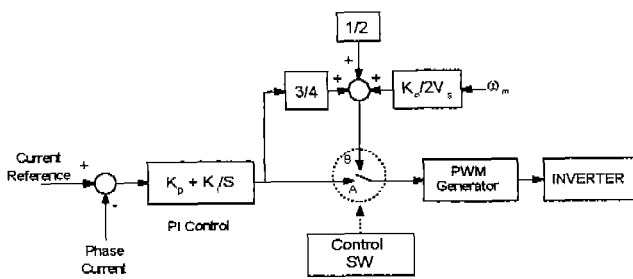 1/2
+
3/4
+
+
K_e/2V_s
ω_m
Current
Reference
+
-
K_p + K_i/S
PI Control
Phase
Current
B
A
Control
SW
PWM
Generator
INVERTER